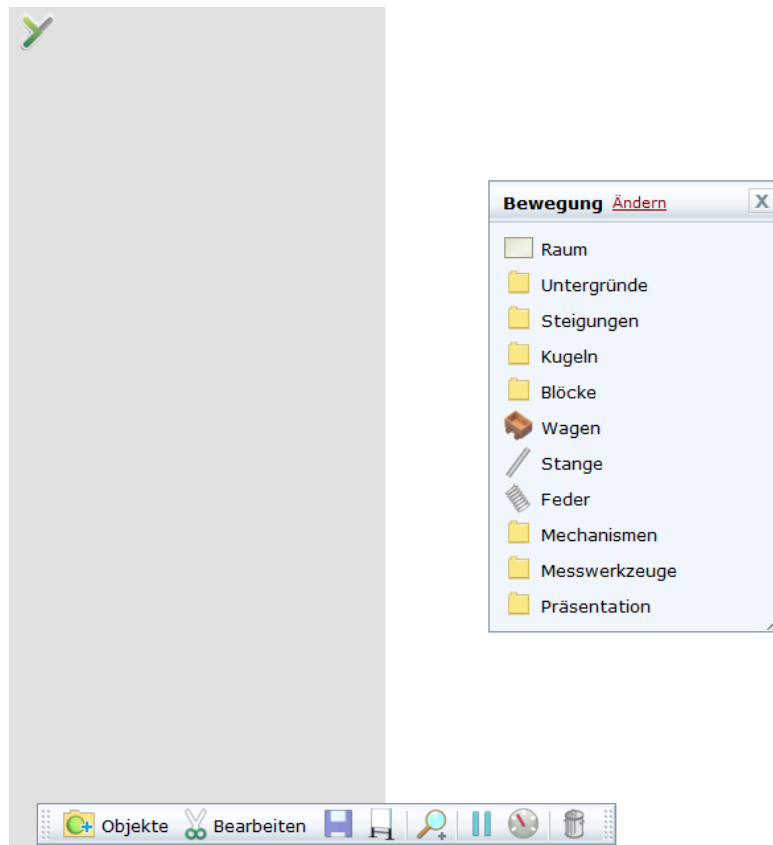 Bewegung Ändern X
Raum
Untergründe
Steigungen
Kugeln
Blöcke
Wagen
Stange
Feder
Mechanismen
Messwerkzeuge
Präsentation
Objekte Bearbeiten